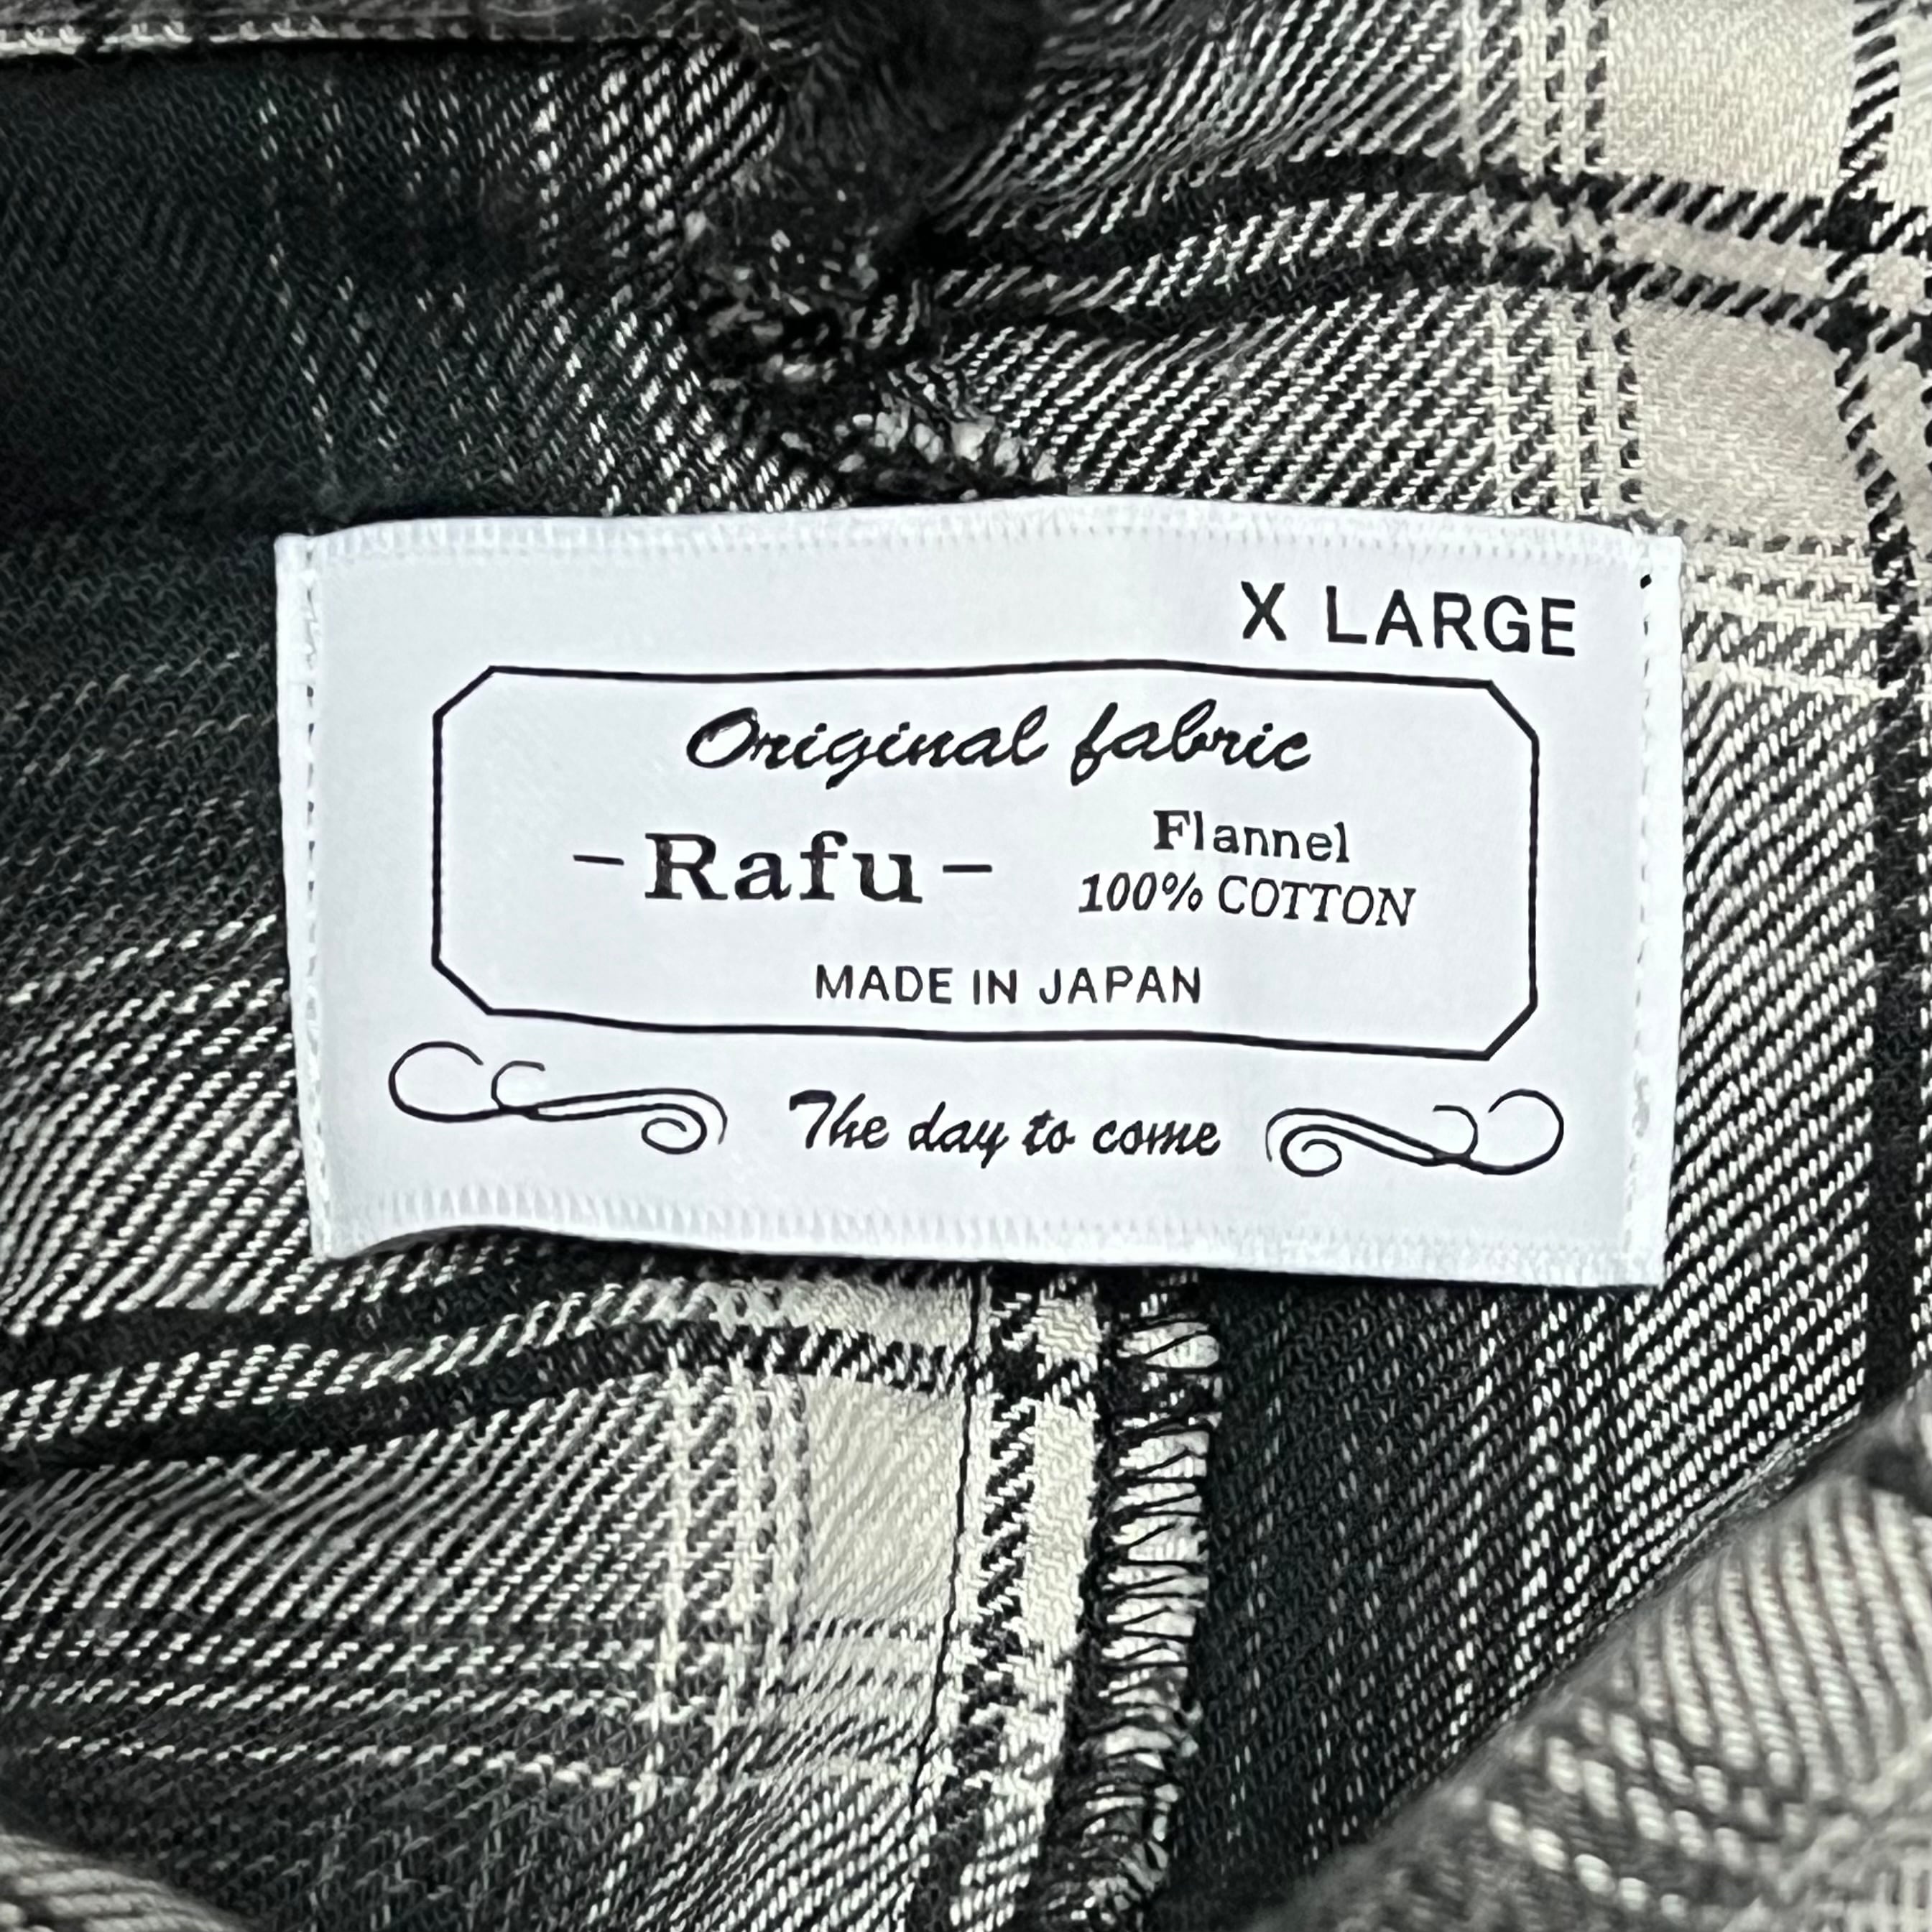 X LARGE
Original fabric
-Rafu-
Flannel
100% COTTON
MADE IN JAPAN
The day to come